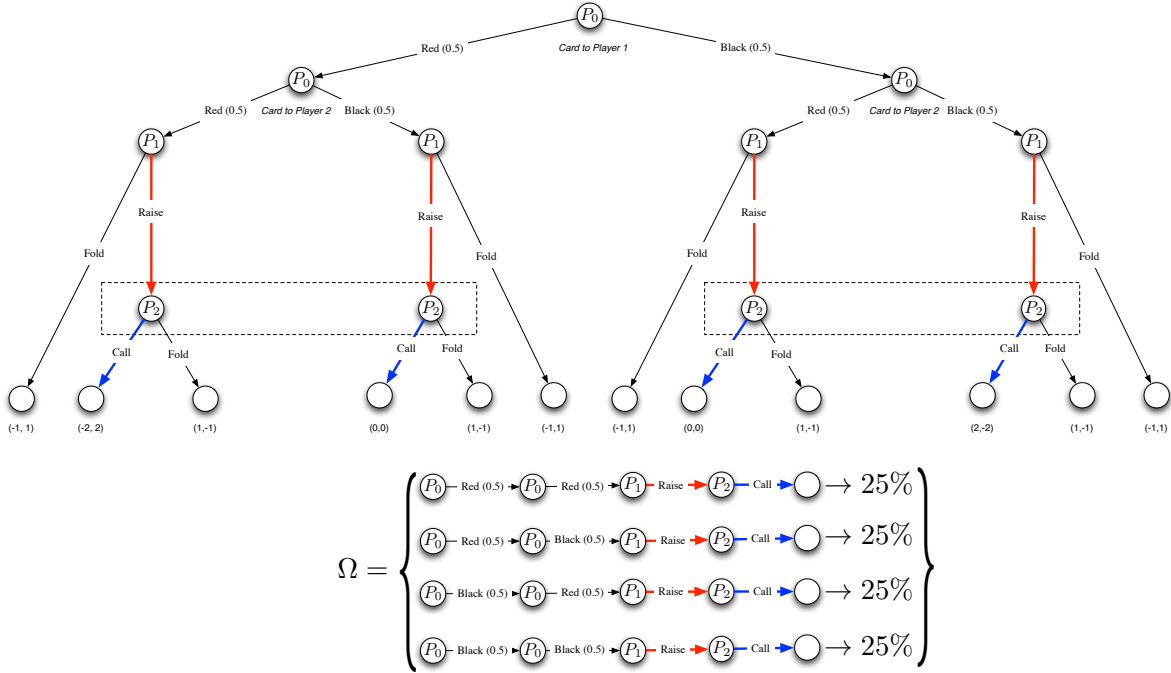 P0
Card to Player 1
Red (0.5)
Black (0.5)
P0
P0
Red (0.5)
Card to Player 2
Black (0.5)
Red (0.5)
Card to Player 2
Black (0.5)
P1
P1
P1
P1
Raise
Raise
Raise
Raise
Fold
Fold
Fold
Fold
P2
P2
P2
P2
Call
Fold
Call
Fold
Call
Fold
Call
Fold
(-1, 1)
(-2, 2)
(1,-1)
(0,0)
(1,-1)
(-1,1)
(-1,1)
(0,0)
(1,-1)
(2,-2)
(1,-1)
(-1,1)
P0 Red (0.5) P0 Red (0.5) P1 Raise P2 Call → 25%
P0 Red (0.5) P0 Black (0.5) P1 Raise P2 Call → 25%
Ω =
P0 Black (0.5) P0 Red (0.5) P1 Raise P2 Call → 25%
P0 Black (0.5) P0 Black (0.5) P1 Raise P2 Call → 25%